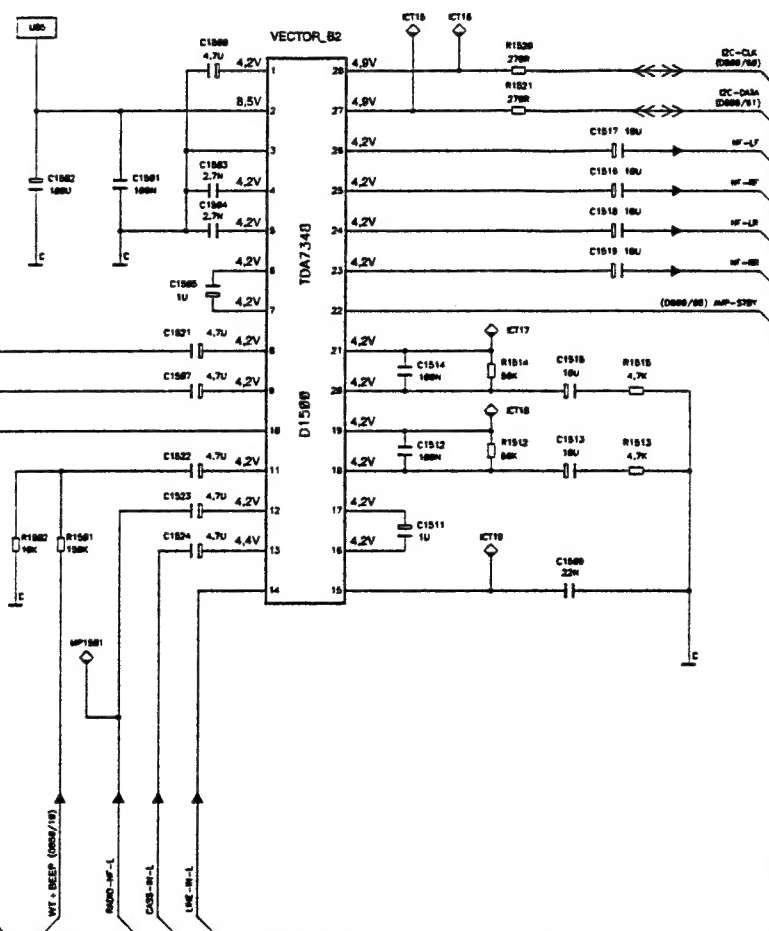 U85
VECTOR_B2
C1500
4,7U
4,2V
1
8,5V
2
3
C1503
2,7N
4,2V
4
C1504
2,7N
4,2V
5
C1502
100U
C1501
100N
4,2V
6
C1505
1U
4,2V
7
C1521 4,7U
4,2V
8
C1507 4,7U
4,2V
9
10
C1522 4,7U
4,2V
11
C1523 4,7U
4,2V
12
C1524 4,7U
4,4V
13
14
R1502
10K
R1501
150K
MP1501
TDA7340
D1500
ICT15
ICT16
28
4,9V
R1520
270R
I2C-CLK
27
4,9V
R1521
270R
I2C-DATA
26
4,2V
C1517 10U
NF-LF
25
4,2V
C1516 10U
NF-RF
24
4,2V
C1518 10U
NF-LR
23
4,2V
C1519 10U
NF-RR
22
AMP-STBY
ICT17
21
4,2V
C1514
100N
R1514
20
4,2V
C1515
10U
R1515
4,7K
ICT18
19
4,2V
C1512
100N
R1512
18
4,2V
C1513
10U
R1513
4,7K
17
4,2V
C1511
1U
16
4,2V
ICT19
15
C1509
22N
WT + BEEP (D850/10)
RADIO-NF-L
CASS-IN-L
LINE-IN-L